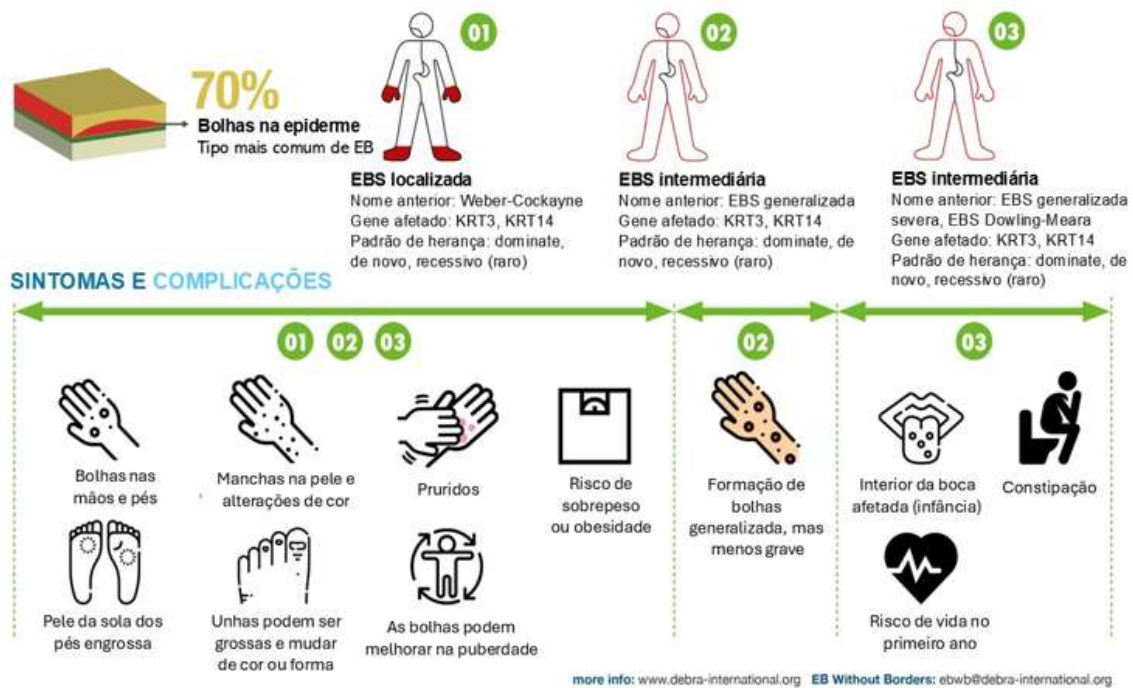 01
02
03
70%
Bolhas na epiderme
Tipo mais comum de EB
EBS localizada
Nome anterior: Weber-Cockayne
Gene afetado: KRT3, KRT14
Padrão de herança: dominate,
de novo, recessivo (raro)
EBS intermediária
Nome anterior: EBS generalizada
Gene afetado: KRT3, KRT14
Padrão de herança: dominate, de
novo, recessivo (raro)
EBS intermediária
Nome anterior: EBS generalizada
severa, EBS Dowling-Meara
Gene afetado: KRT3, KRT14
Padrão de herança: dominate, de
novo, recessivo (raro)
SINTOMAS E COMPLICAÇÕES
01 02 03
02
03
Bolhas nas
mãos e pés
Manchas na pele e
alterações de cor
Pruridos
Risco de
sobrepeso
ou obesidade
Formação de
bolhas
generalizada, mas
menos grave
Interior da boca
afetada (infância)
Constipação
Pele da sola dos
pés engrossa
Unhas podem ser
grossas e mudar
de cor ou forma
As bolhas podem
melhorar na puberdade
Risco de vida no
primeiro ano
more info: www.debra-international.org EB Without Borders: ebwb@debra-international.org